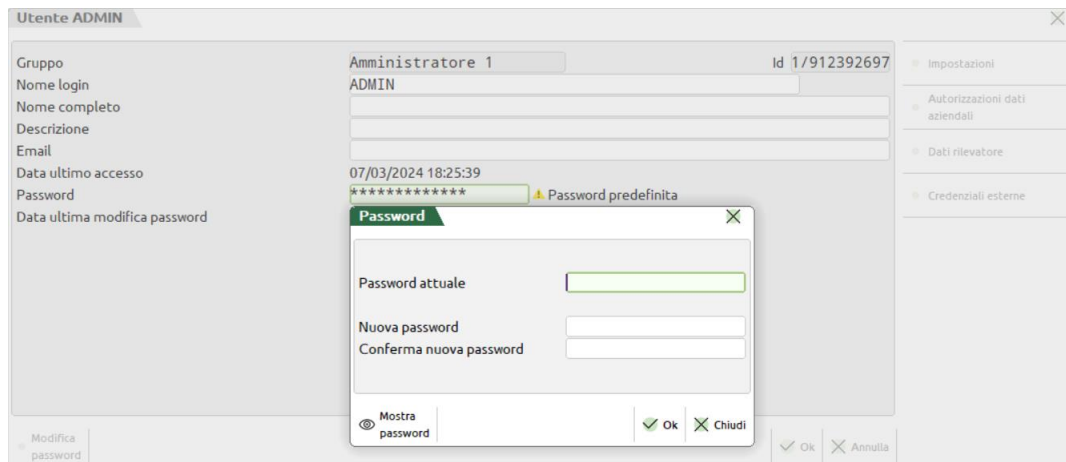 Utente ADMIN
Gruppo Amministratore 1 Id 1/912392697
Nome login ADMIN
Nome completo
Descrizione
Email
Data ultimo accesso 07/03/2024 18:25:39
Password ************* Password predefinita
Data ultima modifica password
Impostazioni
Autorizzazioni dati
aziendali
Dati rilevatore
Credenziali esterne
Password
Password attuale
Nuova password
Conferma nuova password
Mostra
password
Ok Chiudi
Modifica
password
Ok Annulla